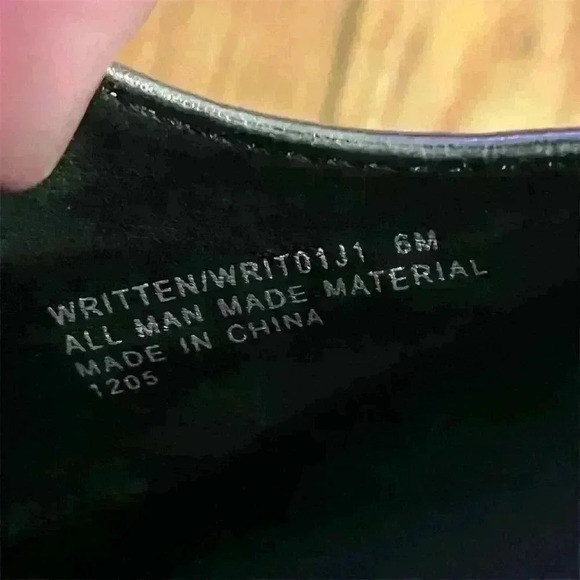 WRITTEN/WRIT01J1 6M
ALL MAN MADE MATERIAL
MADE IN CHINA
1205